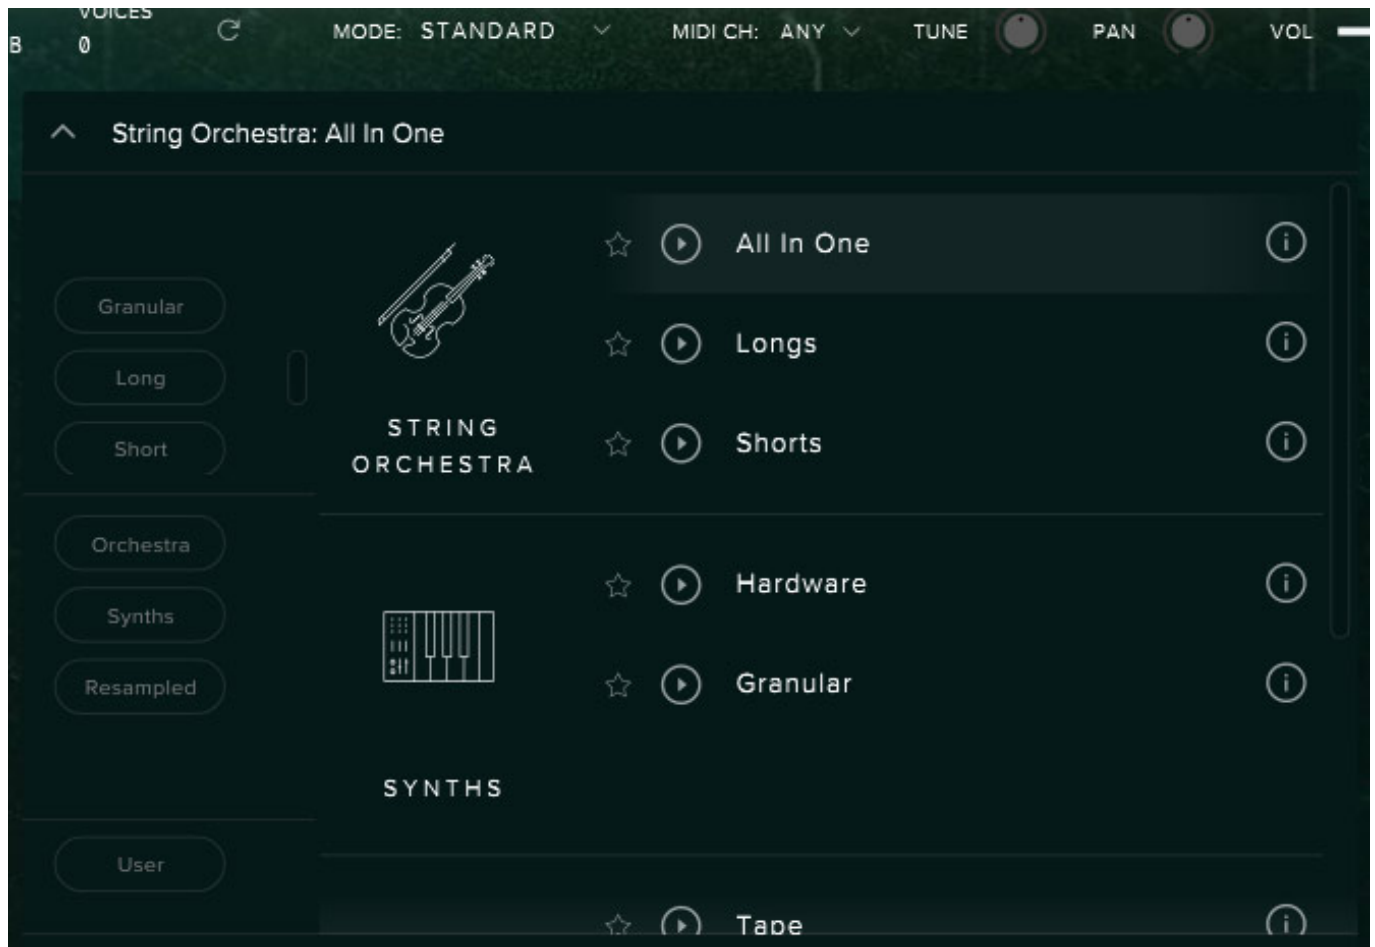 VOICES
B 0
MODE: STANDARD MIDI CH: ANY TUNE PAN VOL
String Orchestra: All In One
Granular
Long
Short
Orchestra
Synths
Resampled
User
STRING
ORCHESTRA
All In One
Longs
Shorts
SYNTHS
Hardware
Granular
Tape